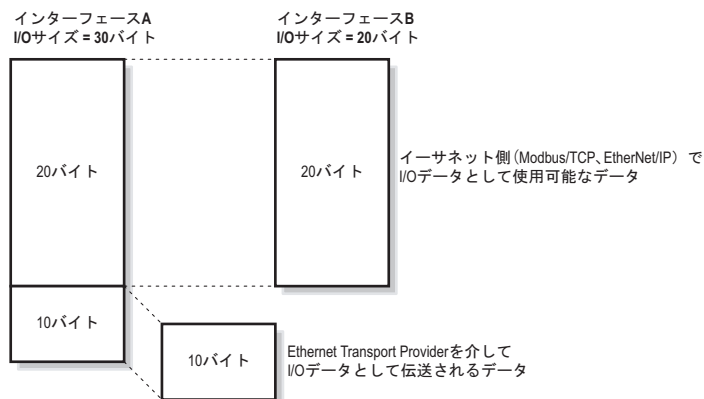 インターフェースA
I/Oサイズ = 30バイト
インターフェースB
I/Oサイズ = 20バイト
20バイト
20バイト
イーサネット側(Modbus/TCP、EtherNet/IP) で
I/Oデータとして使用可能なデータ
10バイト
10バイト
Ethernet Transport Providerを介して
I/Oデータとして伝送されるデータ